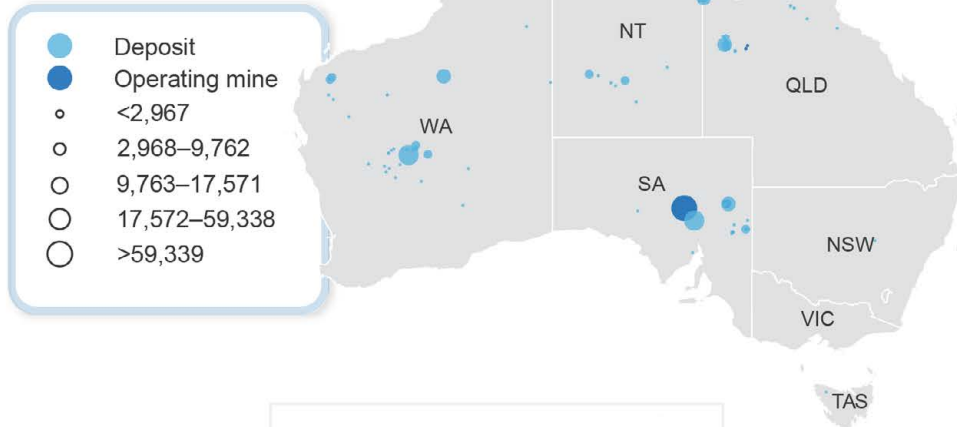 Deposit
Operating mine
<2,967
2,968–9,762
9,763–17,571
17,572–59,338
>59,339
NT
QLD
WA
SA
NSW
VIC
TAS